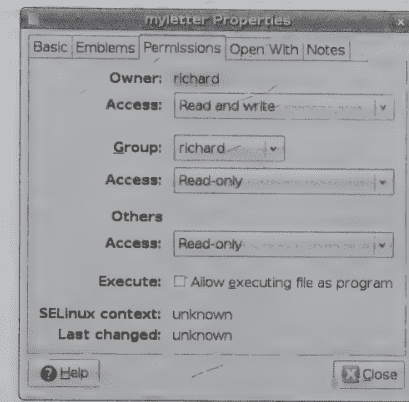 myletter Properties
Basic Emblems Permissions Open With Notes
Owner: richard
Access: Read and write
Group: richard
Access: Read-only
Others
Access: Read-only
Execute: Allow executing file as program
SELinux context: unknown
Last changed: unknown
Help Close